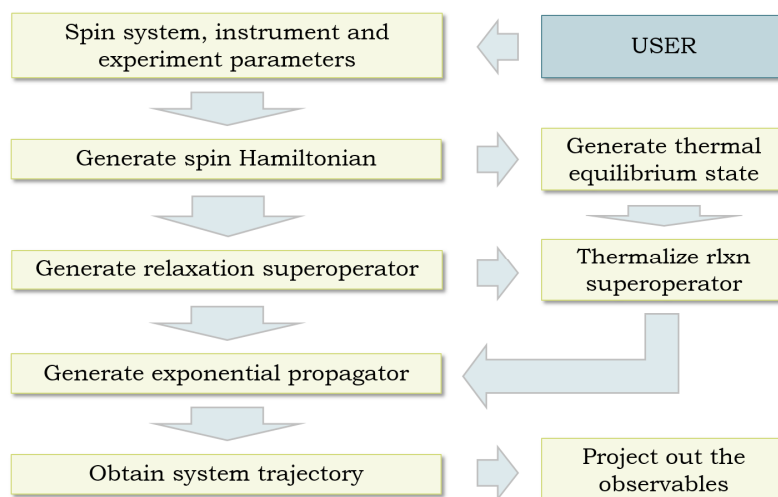 Spin system, instrument and
experiment parameters
USER
Generate spin Hamiltonian
Generate thermal
equilibrium state
Generate relaxation superoperator
Thermalize rlxn
superoperator
Generate exponential propagator
Obtain system trajectory
Project out the
observables